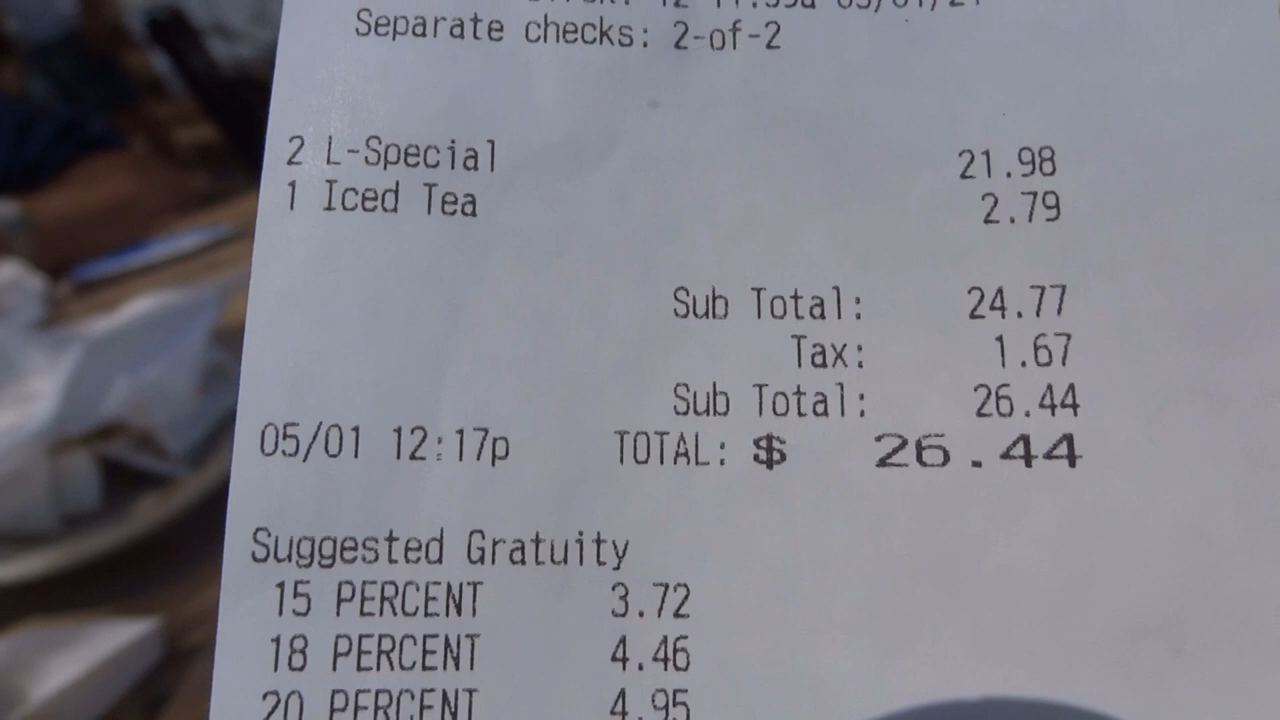 Separate checks: 2-of-2
2 L-Special 21.98
1 Iced Tea 2.79
Sub Total: 24.77
Tax: 1.67
Sub Total: 26.44
05/01 12:17p TOTAL: $ 26.44
Suggested Gratuity
15 PERCENT 3.72
18 PERCENT 4.46
20 PERCENT 4.95